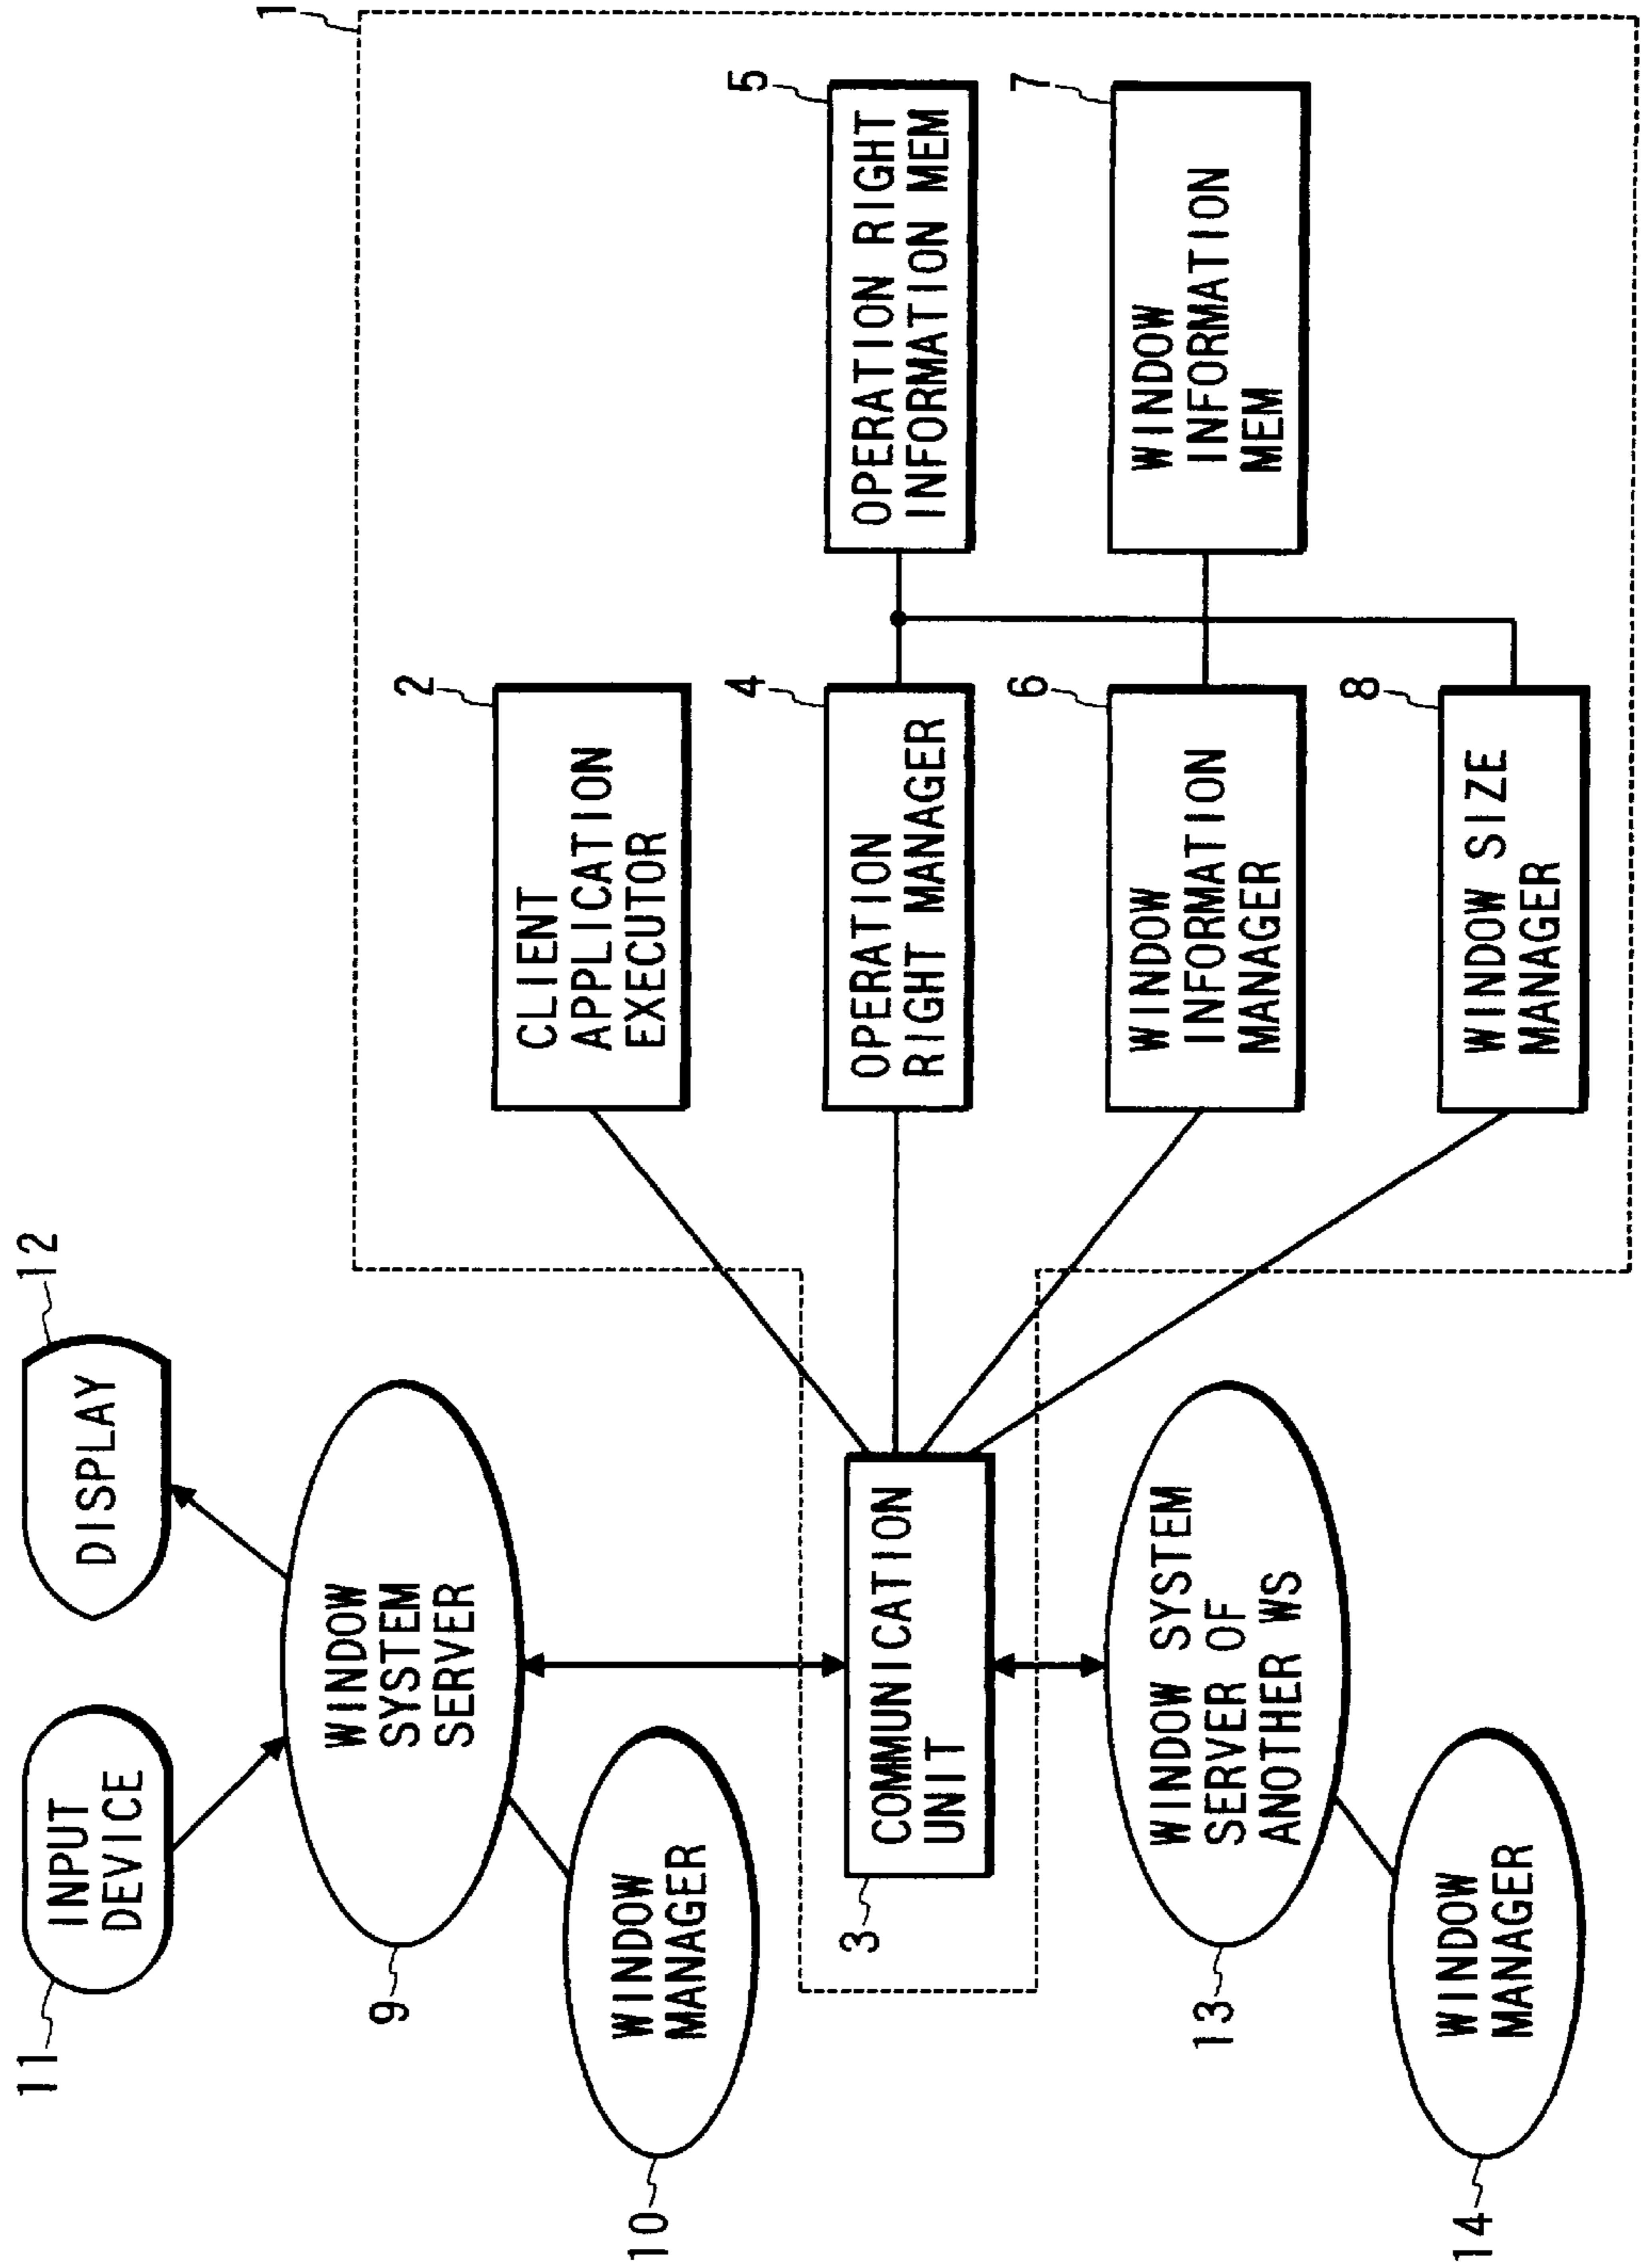 11
INPUT
DEVICE
12
DISPLAY
1
9
WINDOW
SYSTEM
SERVER
2
CLIENT
APPLICATION
EXECUTOR
10
WINDOW
MANAGER
3
COMMUNICATION
UNIT
4
OPERATION
RIGHT MANAGER
5
OPERATION RIGHT
INFORMATION MEM
13
WINDOW SYSTEM
SERVER OF
ANOTHER WS
6
WINDOW
INFORMATION
MANAGER
7
WINDOW
INFORMATION
MEM
14
WINDOW
MANAGER
8
WINDOW SIZE
MANAGER